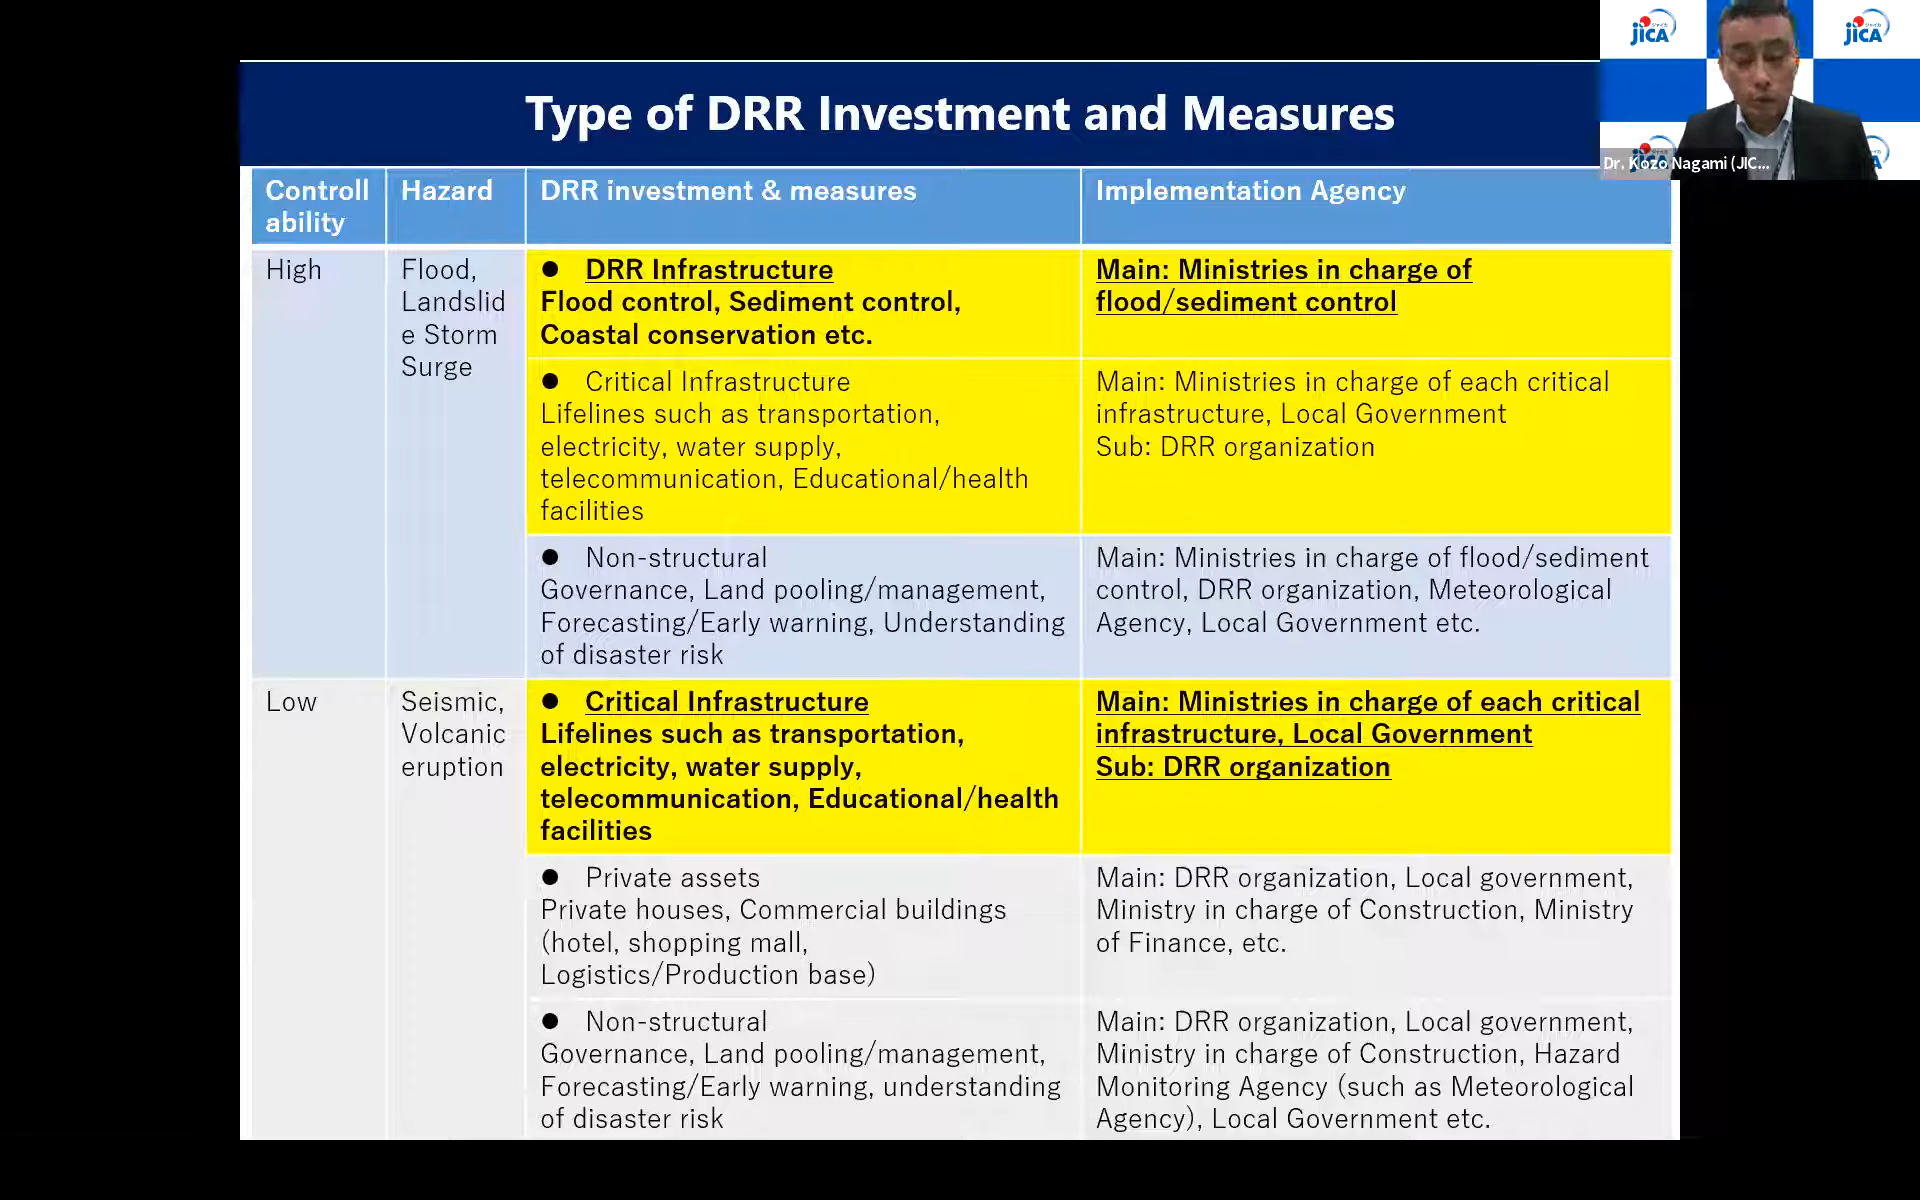 JICA
JICA
Type of DRR Investment and Measures
Dr. Kozo Nagami (JIC...
Controll
ability
Hazard
DRR investment & measures
Implementation Agency
High
Flood,
Landslid
e Storm
Surge
● DRR Infrastructure
Flood control, Sediment control,
Coastal conservation etc.
Main: Ministries in charge of
flood/sediment control
● Critical Infrastructure
Lifelines such as transportation,
electricity, water supply,
telecommunication, Educational/health
facilities
Main: Ministries in charge of each critical
infrastructure, Local Government
Sub: DRR organization
● Non-structural
Governance, Land pooling/management,
Forecasting/Early warning, Understanding
of disaster risk
Main: Ministries in charge of flood/sediment
control, DRR organization, Meteorological
Agency, Local Government etc.
Low
Seismic,
Volcanic
eruption
● Critical Infrastructure
Lifelines such as transportation,
electricity, water supply,
telecommunication, Educational/health
facilities
Main: Ministries in charge of each critical
infrastructure, Local Government
Sub: DRR organization
● Private assets
Private houses, Commercial buildings
(hotel, shopping mall,
Logistics/Production base)
Main: DRR organization, Local government,
Ministry in charge of Construction, Ministry
of Finance, etc.
● Non-structural
Governance, Land pooling/management,
Forecasting/Early warning, understanding
of disaster risk
Main: DRR organization, Local government,
Ministry in charge of Construction, Hazard
Monitoring Agency (such as Meteorological
Agency), Local Government etc.